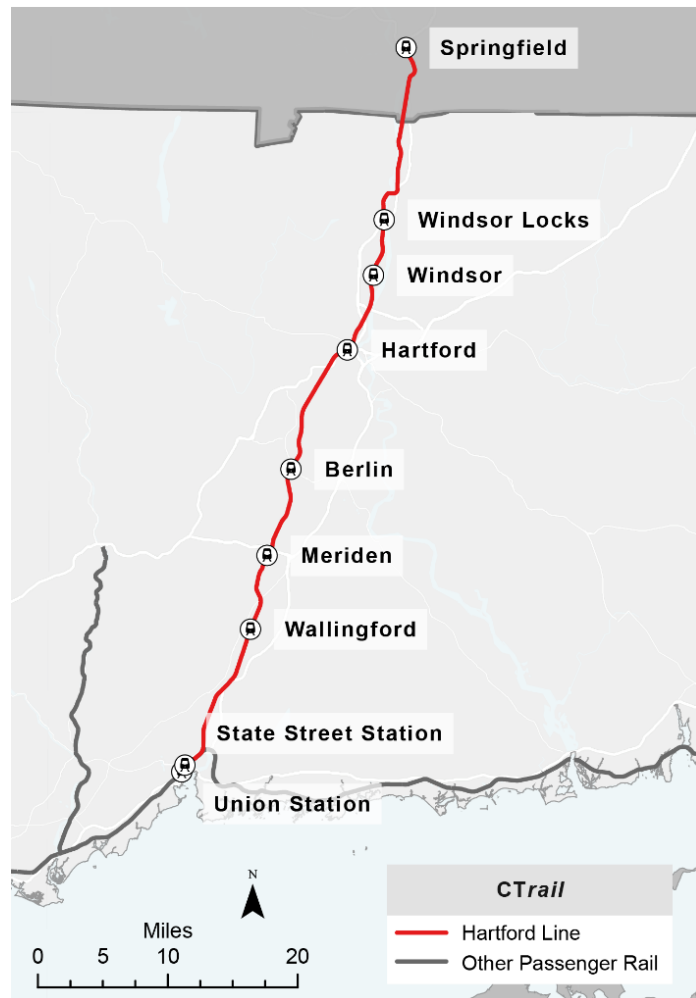 Springfield
Windsor Locks
Windsor
Hartford
Berlin
Meriden
Wallingford
State Street Station
Union Station
N
Miles
0 5 10 20
CTrail
Hartford Line
Other Passenger Rail